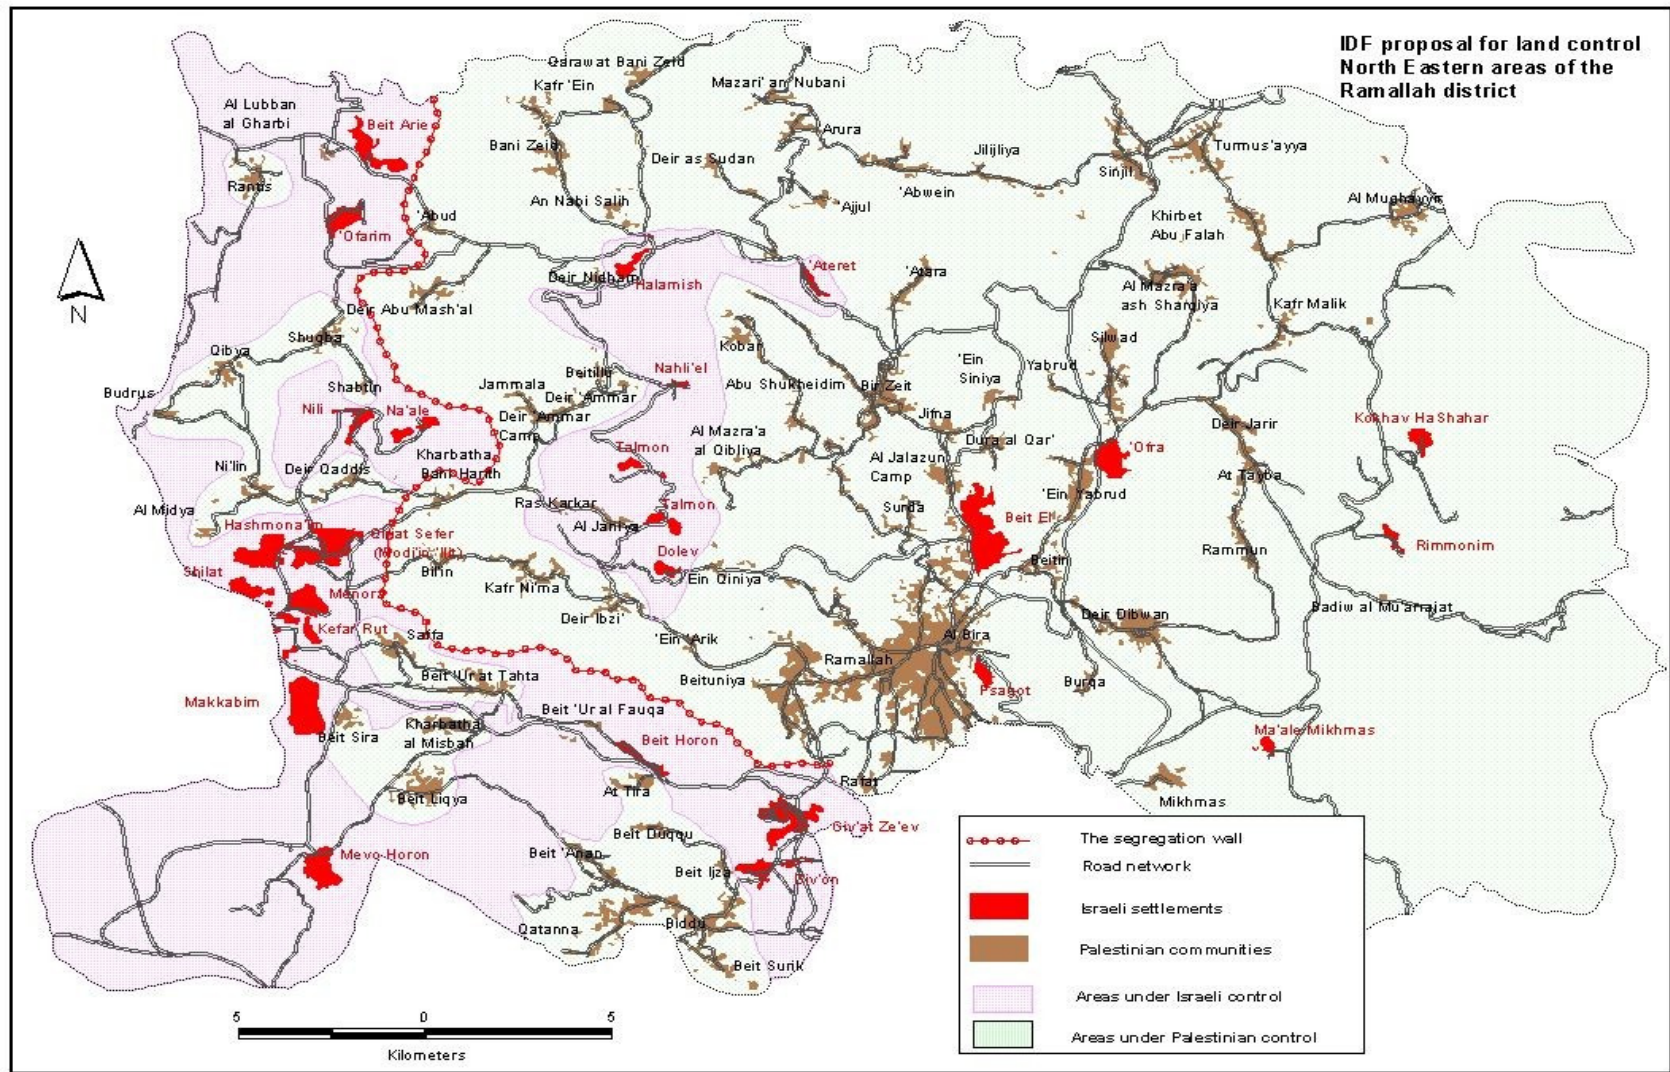 IDF proposal for land control
North Eastern areas of the
Ramallah district
Qarawat Bani Zeid
Kafr 'Ein
Mazari' an Nubani
Al Lubban
al Gharbi
Beit Arie
Arura
Bani Zeid
Deir as Sudan
Jilijliya
Turmus'ayya
Sinjil
Rantis
'Abwein
An Nabi Salih
'Ajjul
Al Mughayyir
'Abud
Khirbet
Abu Falah
'Ofarim
'Ateret
'Atara
Deir Nidham
Halamish
Al Mazra'a
ash Sharqiya
N
Deir Abu Mash'al
Kafr Malik
Shuqba
Silwad
Qibya
Kobar
'Ein
Siniya
Yabrud
Beitillu
Nahli'el
Budrus
Shabtin
Jammala
Abu Shukheidim
Bir Zeit
Deir 'Ammar
Nili
Na'ale
Deir 'Ammar
Camp
Jifna
Kokhav HaShahar
Deir Jarir
Al Mazra'a
al Qibliya
Dura al Qar'
'Ofra
Talmon
Kharbatha
Bani Harith
Al Jalazun
Camp
Ni'lin
Deir Qaddis
At Tayba
'Ein Yabrud
Al Midya
Ras Karkar
Surda
Talmon
Beit El
Hashmona'im
Al Janiya
Qiryat Sefer
(Modi'in 'Illit)
Dolev
Rammun
Rimmonim
Shilat
Bil'in
Kafr Ni'ma
'Ein Qiniya
Beitin
Menora
Badiw al Mu'arrajat
Deir Ibzi'
Deir Dibwan
Kefar Rut
Saffa
'Ein 'Arik
Al Bira
Ramallah
Beit 'Ur at Tahta
Beituniya
Burqa
Psagot
Makkabim
Beit 'Ur al Fauqa
Beit Sira
Kharbatha
al Misbah
Beit Horon
Ma'ale Mikhmas
Rafat
Beit Liqya
At Tira
Mikhmas
Giv'at Ze'ev
Beit Duqqu
Mevo Horon
Beit 'Anan
Beit Ijza
Giv'on
Qatanna
Biddu
Beit Surik
The segregation wall
Road network
Israeli settlements
Palestinian communities
Areas under Israeli control
Areas under Palestinian control
5 0 5
Kilometers